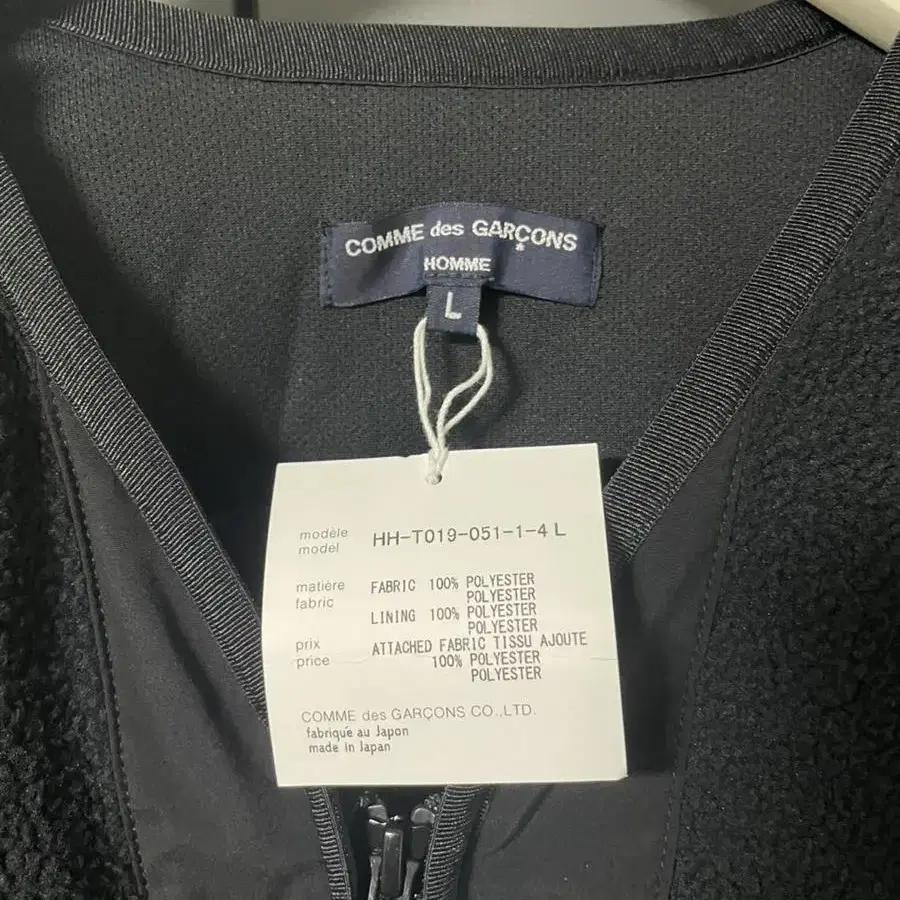 COMME des GARÇONS
HOMME
L
modèle
model
HH-T019-051-1-4 L
matière
fabric
FABRIC 100% POLYESTER
POLYESTER
LINING 100% POLYESTER
POLYESTER
prix
price
ATTACHED FABRIC TISSU AJOUTE
100% POLYESTER
POLYESTER
COMME des GARÇONS CO.,LTD.
fabriqué au Japon
made in Japan